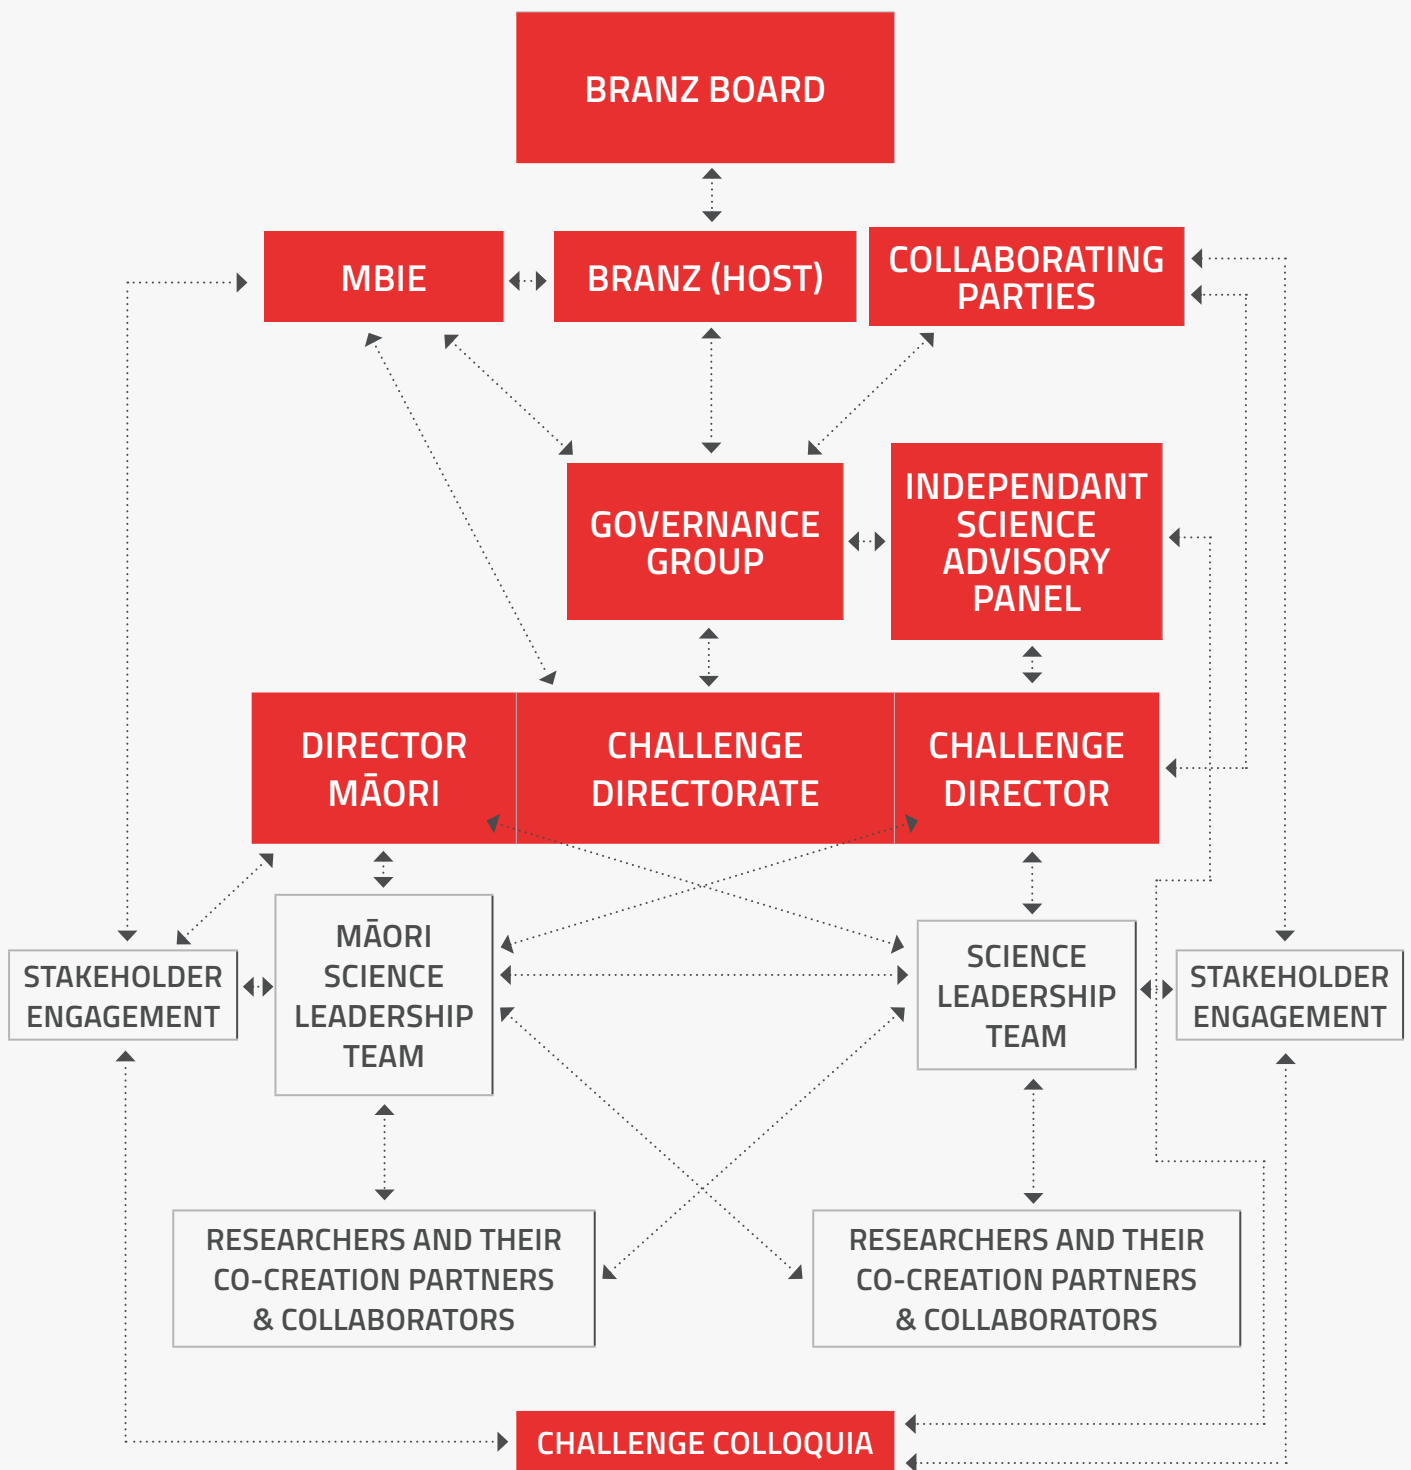 BRANZ BOARD
MBIE
BRANZ (HOST)
COLLABORATING
PARTIES
GOVERNANCE
GROUP
INDEPENDANT
SCIENCE
ADVISORY
PANEL
DIRECTOR
MĀORI
CHALLENGE
DIRECTORATE
CHALLENGE
DIRECTOR
STAKEHOLDER
ENGAGEMENT
MĀORI
SCIENCE
LEADERSHIP
TEAM
SCIENCE
LEADERSHIP
TEAM
STAKEHOLDER
ENGAGEMENT
RESEARCHERS AND THEIR
CO-CREATION PARTNERS
& COLLABORATORS
RESEARCHERS AND THEIR
CO-CREATION PARTNERS
& COLLABORATORS
CHALLENGE COLLOQUIA